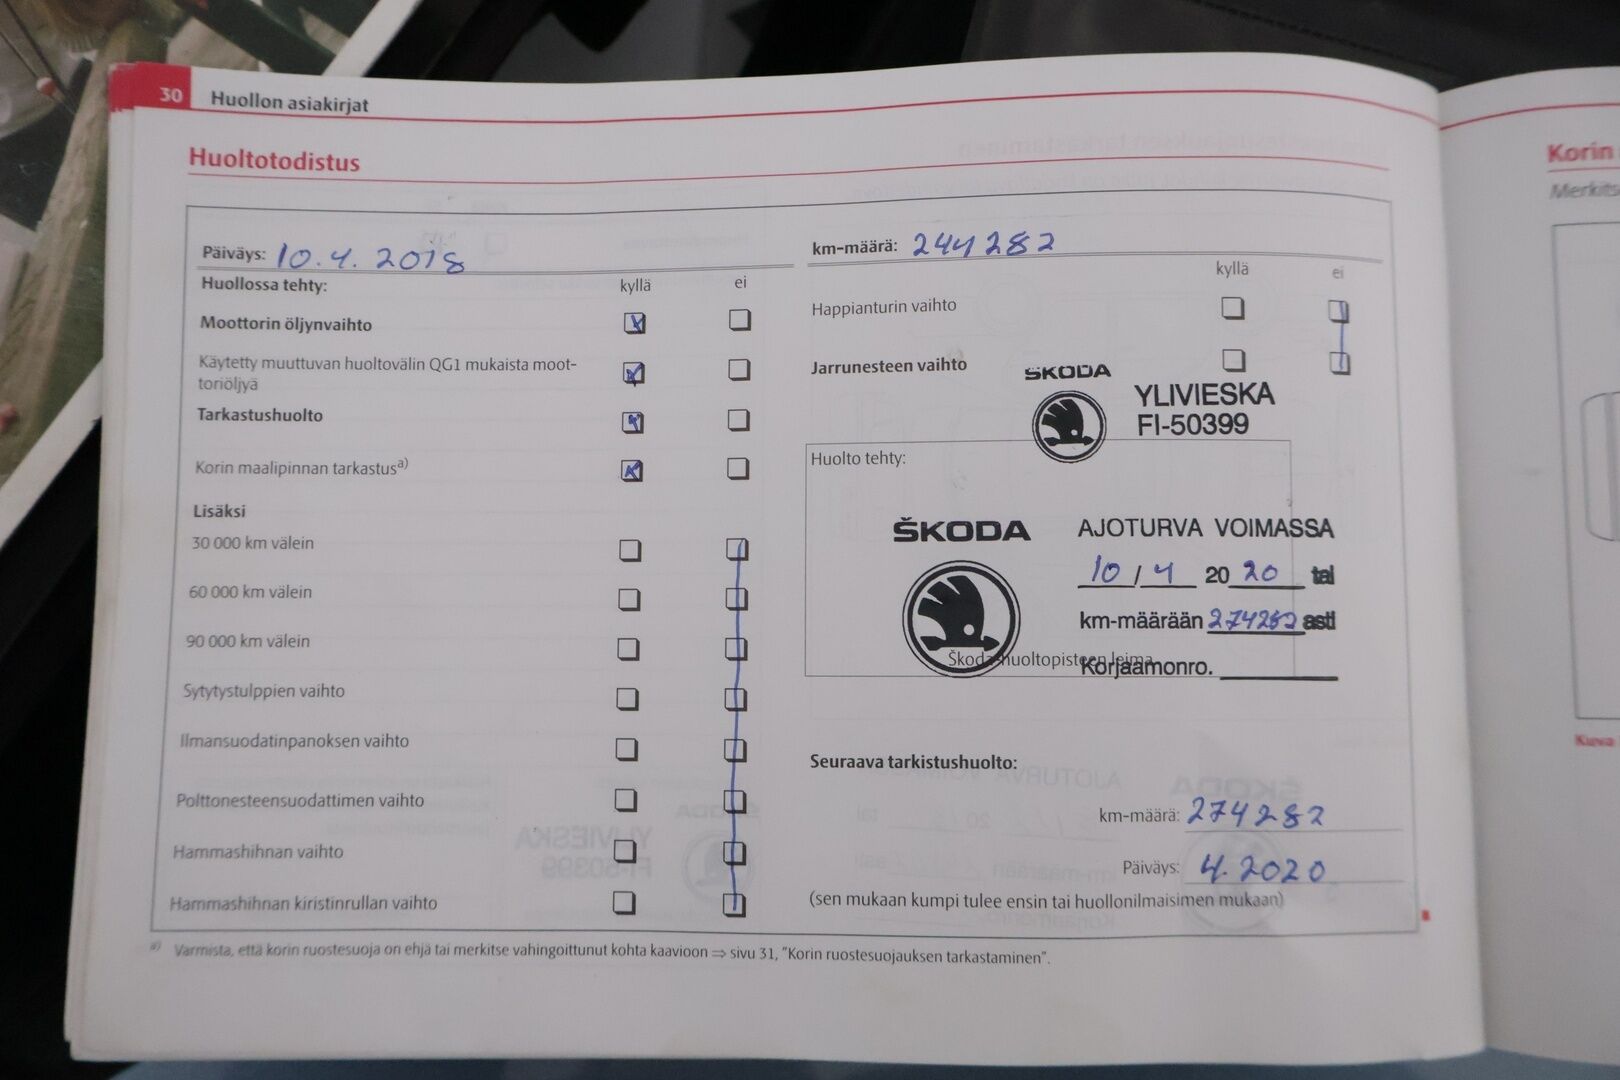 30 Huollon asiakirjat
Huoltotodistus
Päiväys: 10.4.2018
Huollossa tehty: kyllä ei
Moottorin öljynvaihto
Käytetty muuttuvan huoltovälin QG1 mukaista moot-
toriöljyä
Tarkastushuolto
Korin maalipinnan tarkastus a)
Lisäksi
30 000 km välein
60 000 km välein
90 000 km välein
Sytytystulppien vaihto
Ilmansuodatinpanoksen vaihto
Polttonesteensuodattimen vaihto
Hammashihnan vaihto
Hammashihnan kiristinrullan vaihto
km-määrä: 244282
kyllä ei
Happianturin vaihto
Jarrunesteen vaihto
ŠKODA
YLIVIESKA
FI-50399
Huolto tehty:
ŠKODA AJOTURVA VOIMASSA
10 / 4 20 20 tai
km-määrään 274282 asti
Škoda-huoltopisteen leima
Korjaamonro.
Seuraava tarkistushuolto:
km-määrä: 274282
Päiväys: 4.2020
(sen mukaan kumpi tulee ensin tai huollonilmaisimen mukaan)
a) Varmista, että korin ruostesuoja on ehjä tai merkitse vahingoittunut kohta kaavioon ⇒ sivu 31, "Korin ruostesuojauksen tarkastaminen".
Korin
Kuva